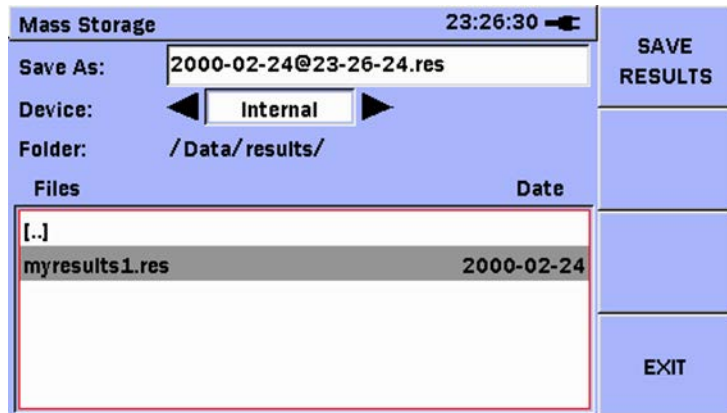 Mass Storage 23:26:30
Save As: 2000-02-24@23-26-24.res
Device: Internal
Folder: /Data/results/
Files Date
[..]
myresults1.res 2000-02-24
SAVE
RESULTS
EXIT